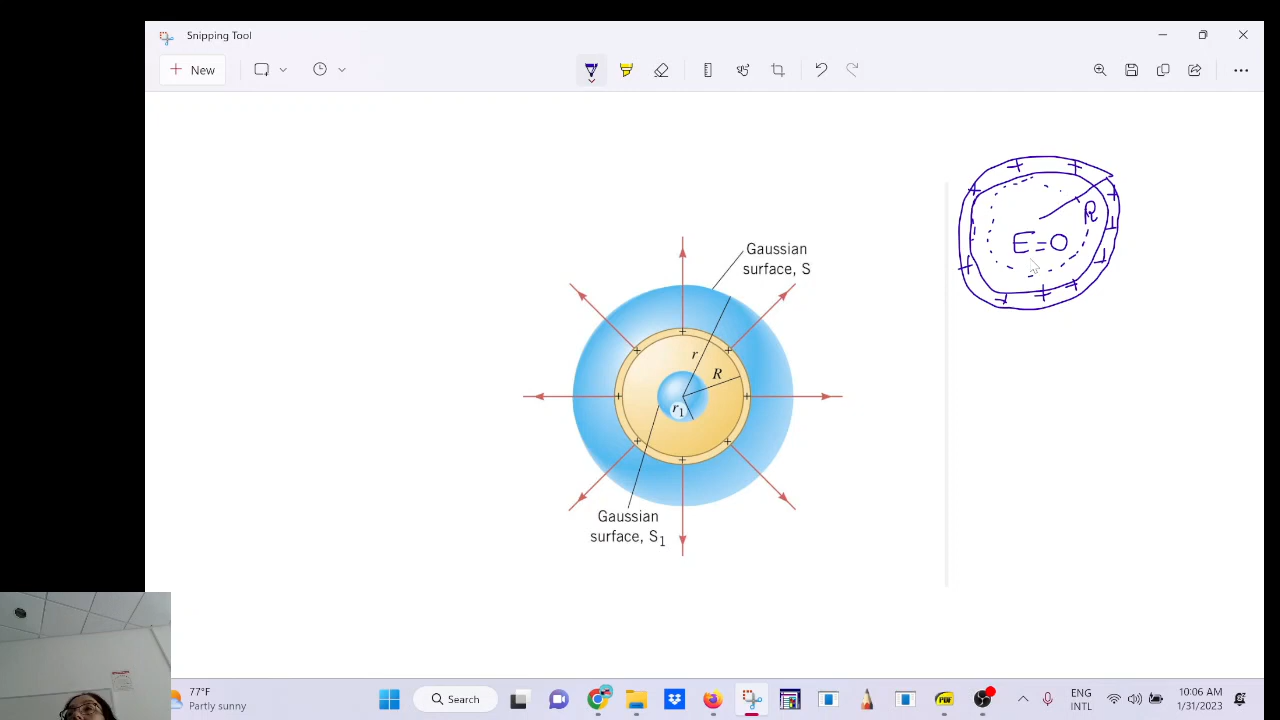 Snipping Tool
New
Gaussian
surface, S
r
R
r1
Gaussian
surface, S1
+ + + + + + + +
R
E=0
+ + + + + + + + + + +
77°F
Partly sunny
Search
ENG
INTL
10:06 AM
1/31/2023